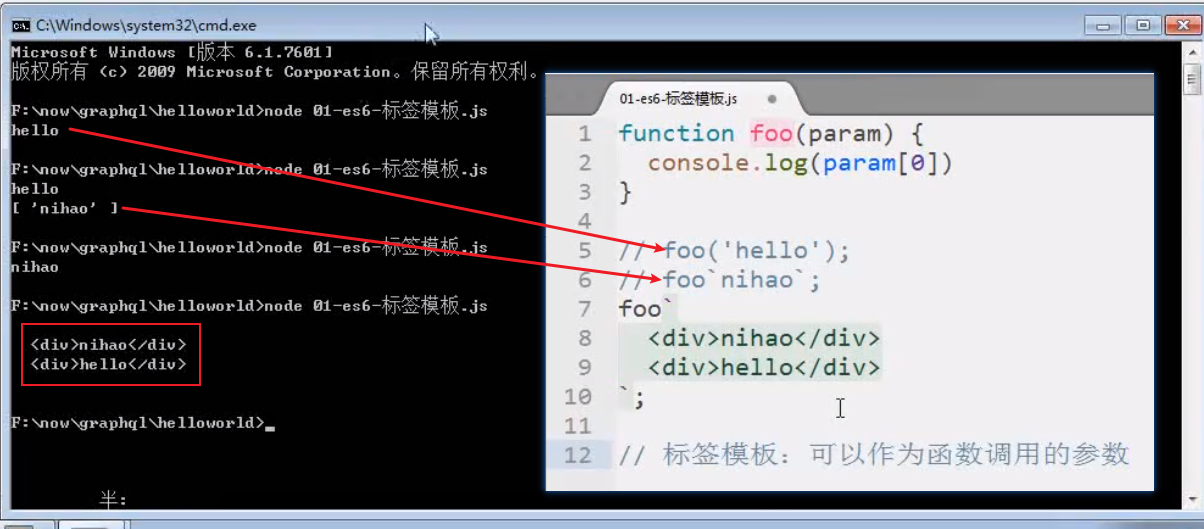 C:\Windows\system32\cmd.exe
Microsoft Windows [版本 6.1.7601]
版权所有 (c) 2009 Microsoft Corporation。保留所有权利。
F:\now\graphql\helloworld>node 01-es6-标签模板.js
hello
F:\now\graphql\helloworld>node 01-es6-标签模板.js
hello
[ 'nihao' ]
F:\now\graphql\helloworld>node 01-es6-标签模板.js
nihao
F:\now\graphql\helloworld>node 01-es6-标签模板.js
<div>nihao</div>
<div>hello</div>
F:\now\graphql\helloworld>_
半:
01-es6-标签模板.js
1 function foo(param) {
2 console.log(param[0])
3 }
4
5 // foo('hello');
6 // foo`nihao`;
7 foo`
8 <div>nihao</div>
9 <div>hello</div>
10 `;
11
12 // 标签模板: 可以作为函数调用的参数